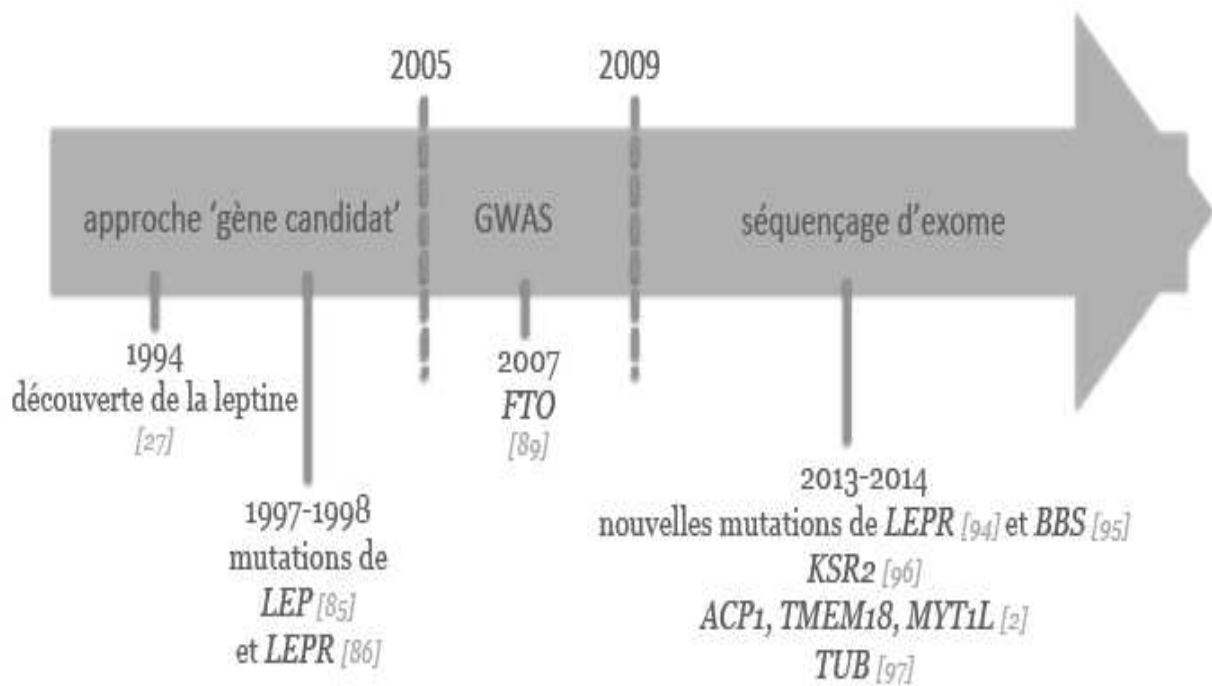 2005
2009
approche ‘gène candidat’
GWAS
séquençage d’exome
1994
découverte de la leptine
[27]
1997-1998
mutations de
LEP [85]
et LEPR [86]
2007
FTO
[89]
2013-2014
nouvelles mutations de LEPR [94] et BBS [95]
KSR2 [96]
ACP1, TMEM18, MYT1L [2]
TUB [97]